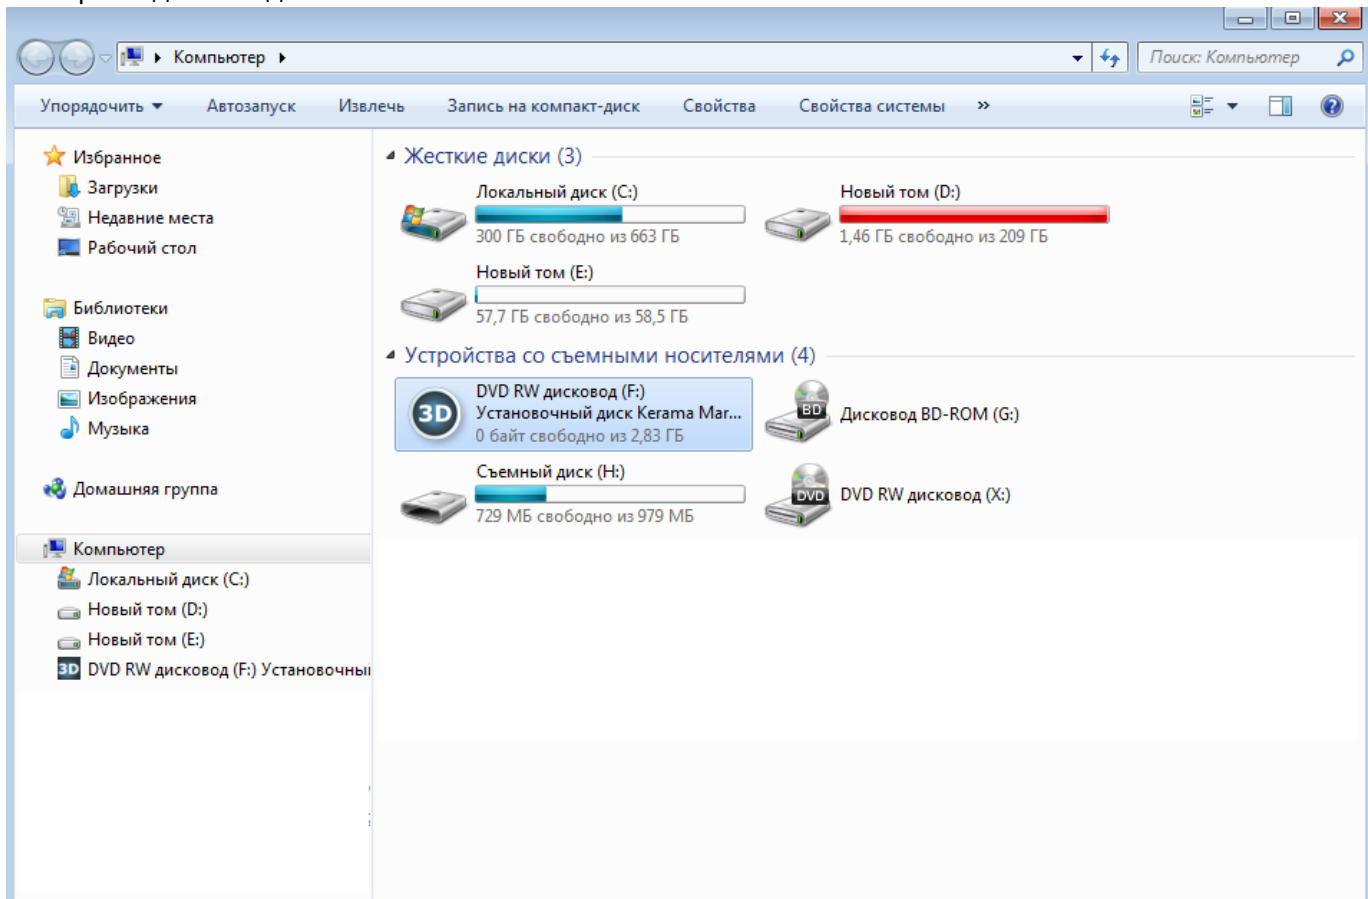 Компьютер
Поиск: Компьютер
Упорядочить Автозапуск Извлечь Запись на компакт-диск Свойства Свойства системы »
Избранное
Загрузки
Недавние места
Рабочий стол
Библиотеки
Видео
Документы
Изображения
Музыка
Домашняя группа
Компьютер
Локальный диск (C:)
Новый том (D:)
Новый том (E:)
3D DVD RW дисковод (F:) Установочны
Жесткие диски (3)
Локальный диск (C:)
300 ГБ свободно из 663 ГБ
Новый том (D:)
1,46 ГБ свободно из 209 ГБ
Новый том (E:)
57,7 ГБ свободно из 58,5 ГБ
Устройства со съемными носителями (4)
3D
DVD RW дисковод (F:)
Установочный диск Kerama Mar...
0 байт свободно из 2,83 ГБ
BD
Дисковод BD-ROM (G:)
Съемный диск (H:)
729 МБ свободно из 979 МБ
DVD
DVD RW дисковод (X:)